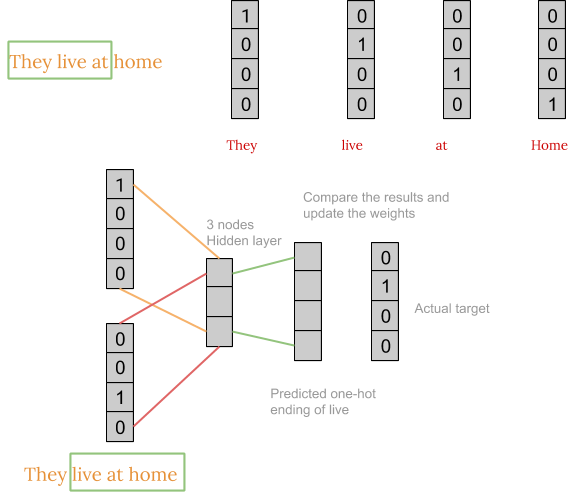 1 0 0 0
0 1 0 0
They live at home
0 0 1 0
0 0 0 1
They live at Home
1
0
0
0
Compare the results and
update the weights
3 nodes
Hidden layer
0
1
0
0
Actual target
0
0
1
0
Predicted one-hot
ending of live
They live at home